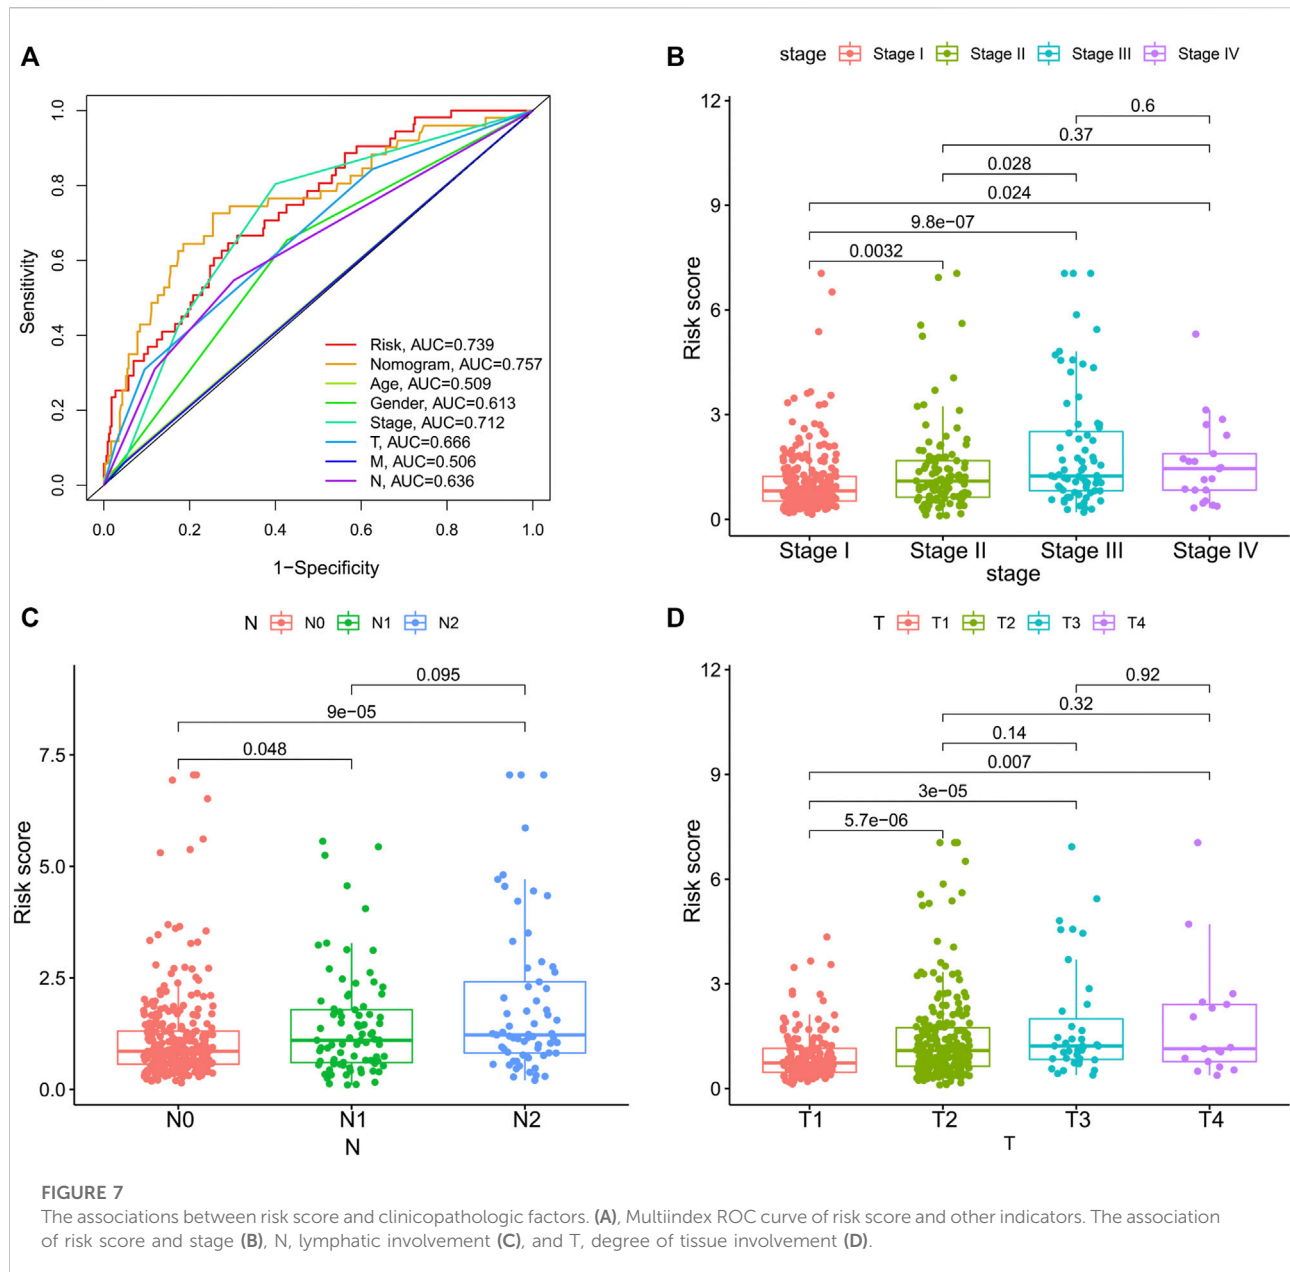 A
1.0
0.8
0.6
0.4
0.2
0.0
Sensitivity
Risk, AUC=0.739
Nomogram, AUC=0.757
Age, AUC=0.509
Gender, AUC=0.613
Stage, AUC=0.712
T, AUC=0.666
M, AUC=0.506
N, AUC=0.636
0.0 0.2 0.4 0.6 0.8 1.0
1−Specificity
B
stage Stage I Stage II Stage III Stage IV
12
9
6
3
0
Risk score
0.6
0.37
0.028
0.024
9.8e−07
0.0032
Stage I Stage II Stage III Stage IV
stage
C
N N0 N1 N2
7.5
5.0
2.5
0.0
Risk score
0.095
9e−05
0.048
N0 N1 N2
N
D
T T1 T2 T3 T4
12
9
6
3
0
Risk score
0.92
0.32
0.14
0.007
3e−05
5.7e−06
T1 T2 T3 T4
T
FIGURE 7
The associations between risk score and clinicopathologic factors. (A), Multiindex ROC curve of risk score and other indicators. The association
of risk score and stage (B), N, lymphatic involvement (C), and T, degree of tissue involvement (D).